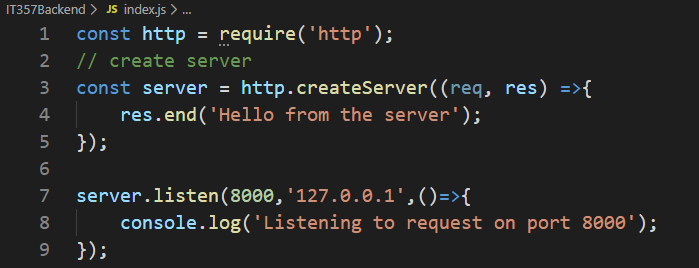 IT357Backend > JS index.js > ...
1 const http = require('http');
2 // create server
3 const server = http.createServer((req, res) =>{
4     res.end('Hello from the server');
5 });
6
7 server.listen(8000,'127.0.0.1',()=>{
8     console.log('Listening to request on port 8000');
9 });